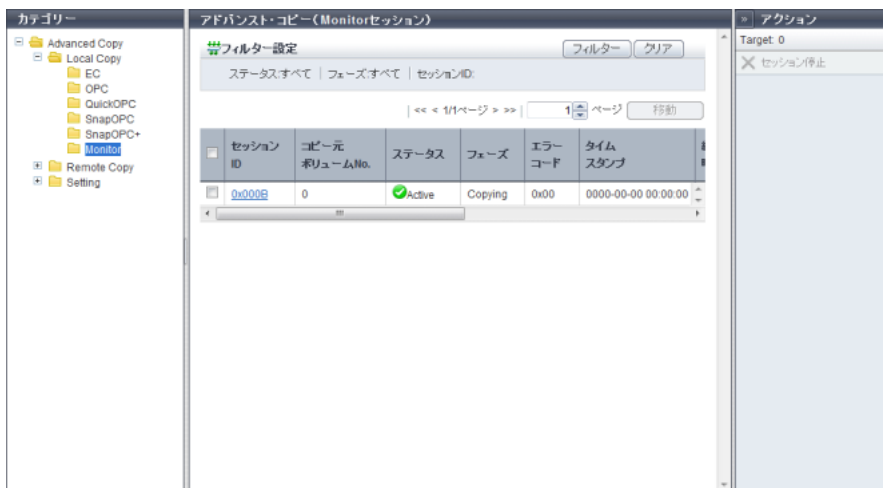 カテゴリー
Advanced Copy
Local Copy
EC
OPC
QuickOPC
SnapOPC
SnapOPC+
Monitor
Remote Copy
Setting
アドバンスト・コピー(Monitorセッション)
フィルター設定
フィルター クリア
ステータス:すべて | フェーズ:すべて | セッションID:
| << < 1/1ページ > >> | 1 ページ 移動
セッション ID
コピー元 ボリュームNo.
ステータス
フェーズ
エラー コード
タイム スタンプ
0x000B 0 Active Copying 0x00 0000-00-00 00:00:00
» アクション
Target: 0
セッション停止